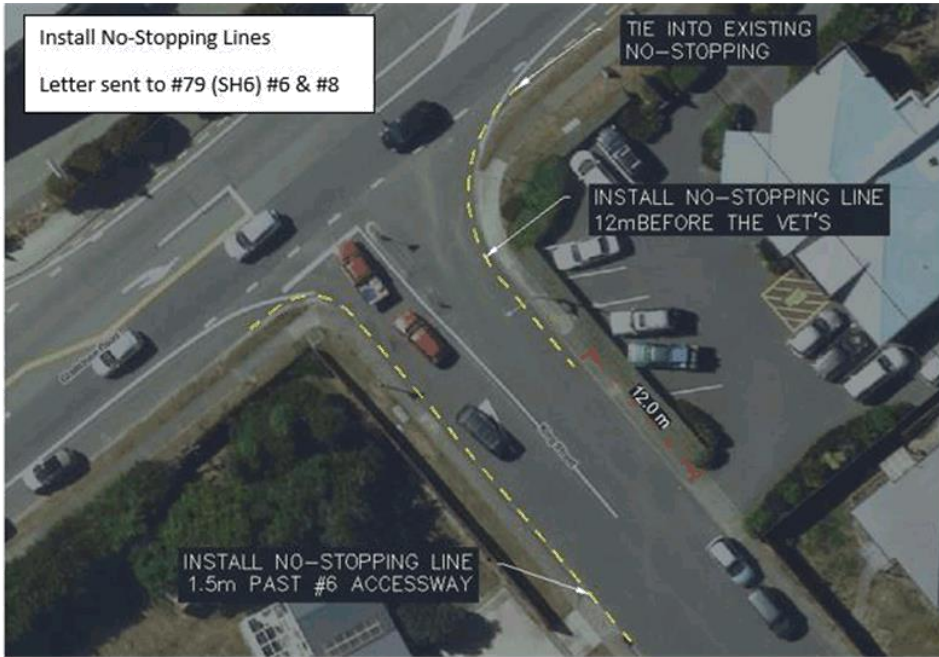 Install No-Stopping Lines
Letter sent to #79 (SH6) #6 & #8
TIE INTO EXISTING
NO-STOPPING
INSTALL NO-STOPPING LINE
12mBEFORE THE VET'S
12.0 m
INSTALL NO-STOPPING LINE
1.5m PAST #6 ACCESSWAY